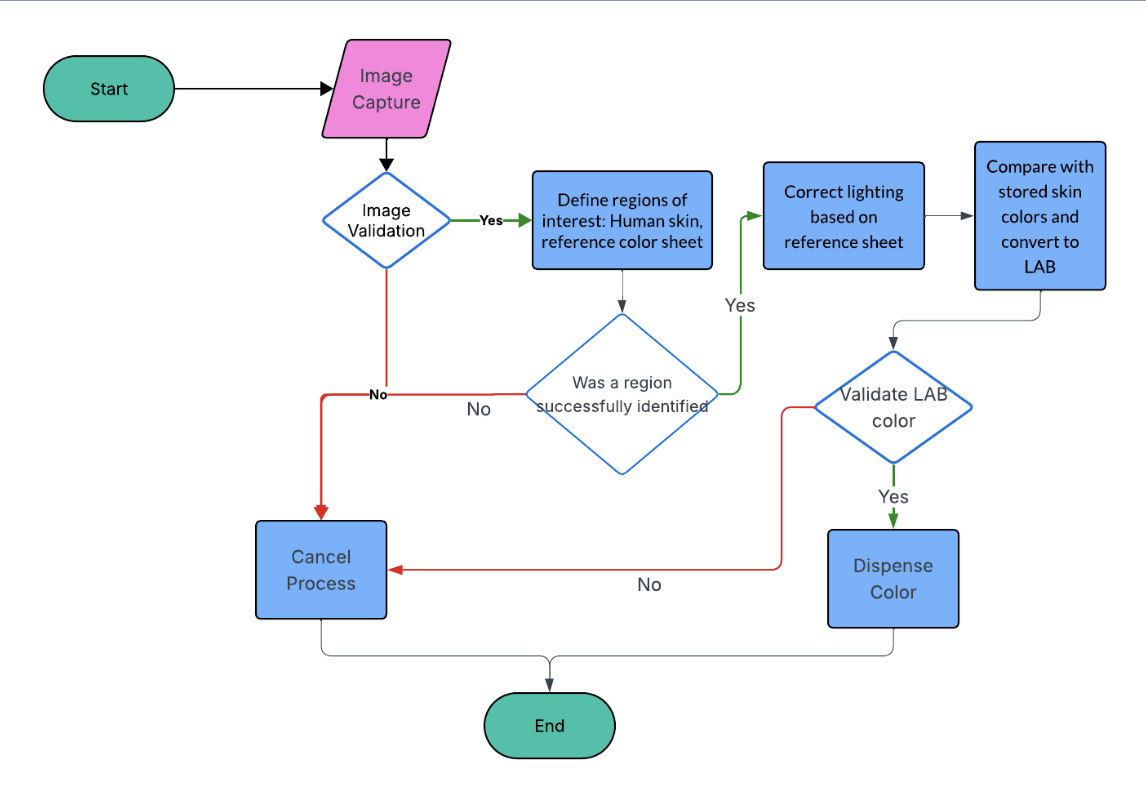 Start
Image
Capture
Image
Validation
Yes
Define regions of
interest: Human skin,
reference color sheet
Correct lighting
based on
reference sheet
Compare with
stored skin
colors and
convert to
LAB
Yes
Was a region
successfully identified
No
No
Validate LAB
color
Yes
Cancel
Process
No
Dispense
Color
End